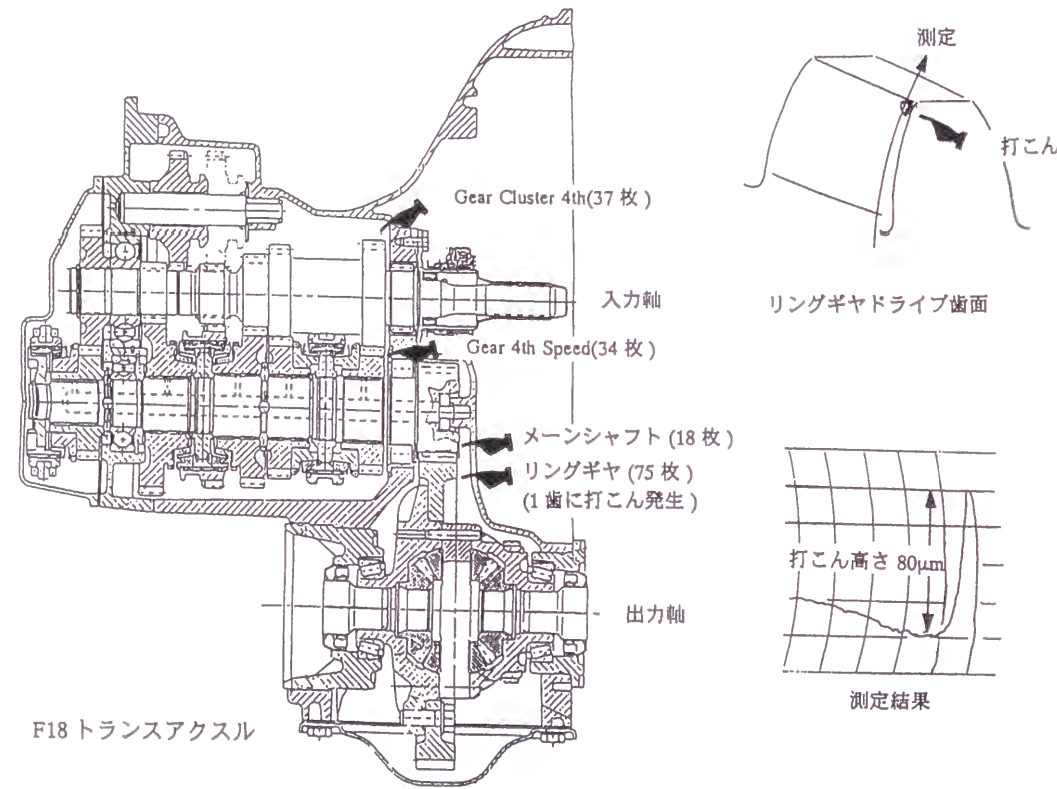 測定
打こん
Gear Cluster 4th(37 枚)
入力軸
リングギヤドライブ歯面
Gear 4th Speed(34 枚)
メーンシャフト (18 枚)
リングギヤ (75 枚)
(1 歯に打こん発生)
打こん高さ 80μm
出力軸
測定結果
F18 トランスアクスル